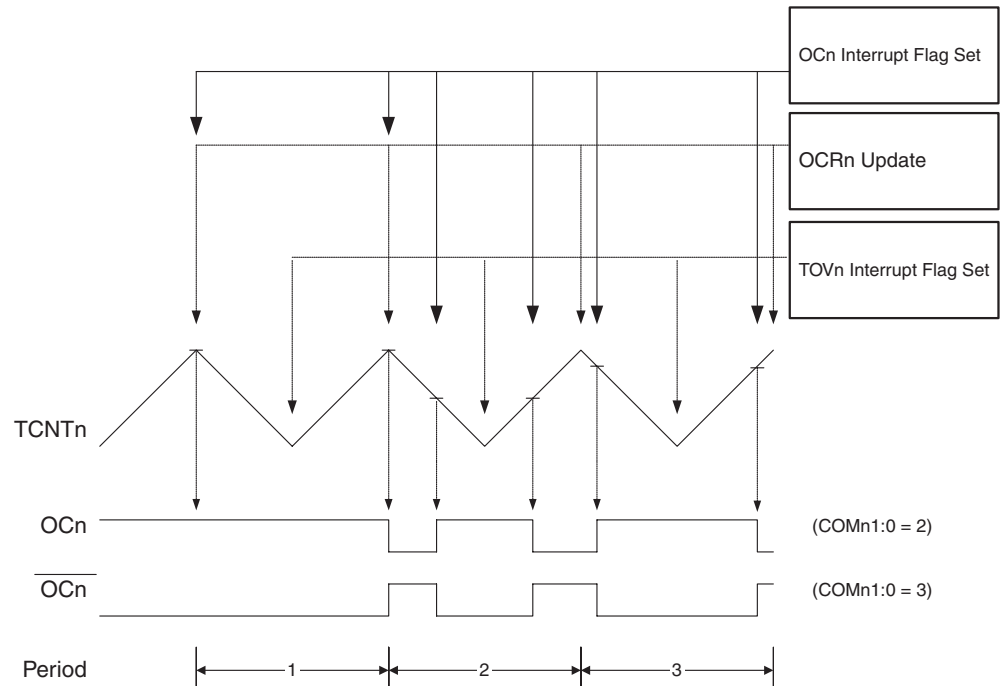 OCn Interrupt Flag Set
OCRn Update
TOVn Interrupt Flag Set
TCNTn
OCn
(COMn1:0 = 2)
OCn
(COMn1:0 = 3)
Period
1
2
3